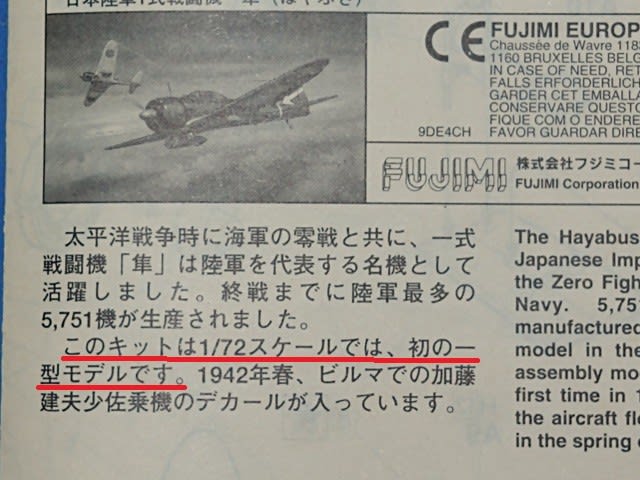 日本陸軍1式戦闘機 隼(はやぶさ)
FUJIMI EUROP
Chaussée de Wavre 118
1160 BRUXELLES BELG
IN CASE OF NEED, RET
FALLS ERFORDERLICH
GARDER CET EMBALLA
CONSERVARE QUESTO
FIQUE COM O ENDERE
FAVOR GUARDAR DIRE
CE
9DE4CH
FUJIMI
株式会社フジミコー
FUJIMI Corporation
太平洋戦争時に海軍の零戦と共に、一式
戦闘機「隼」は陸軍を代表する名機として
活躍しました。終戦までに陸軍最多の
5,751機が生産されました。
このキットは1/72スケールでは、初の一
型モデルです。1942年春、ビルマでの加藤
建夫少佐乗機のデカールが入っています。
The Hayabus
Japanese Imp
the Zero Figh
Navy. 5,75
manufactured
model in the
assembly mo
first time in 1
the aircraft fle
in the spring o